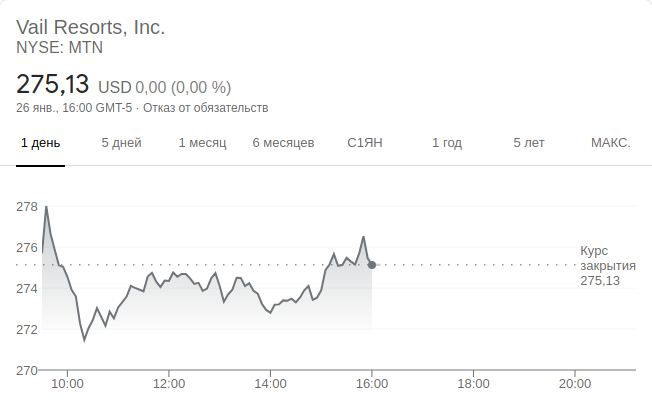 Vail Resorts, Inc.
NYSE: MTN
275,13 USD 0,00 (0,00 %)
26 янв., 16:00 GMT-5 · Отказ от обязательств
1 день 5 дней 1 месяц 6 месяцев С1ЯН 1 год 5 лет МАКС.
278
276
274
272
270
Курс
закрытия
275,13
10:00 12:00 14:00 16:00 18:00 20:00